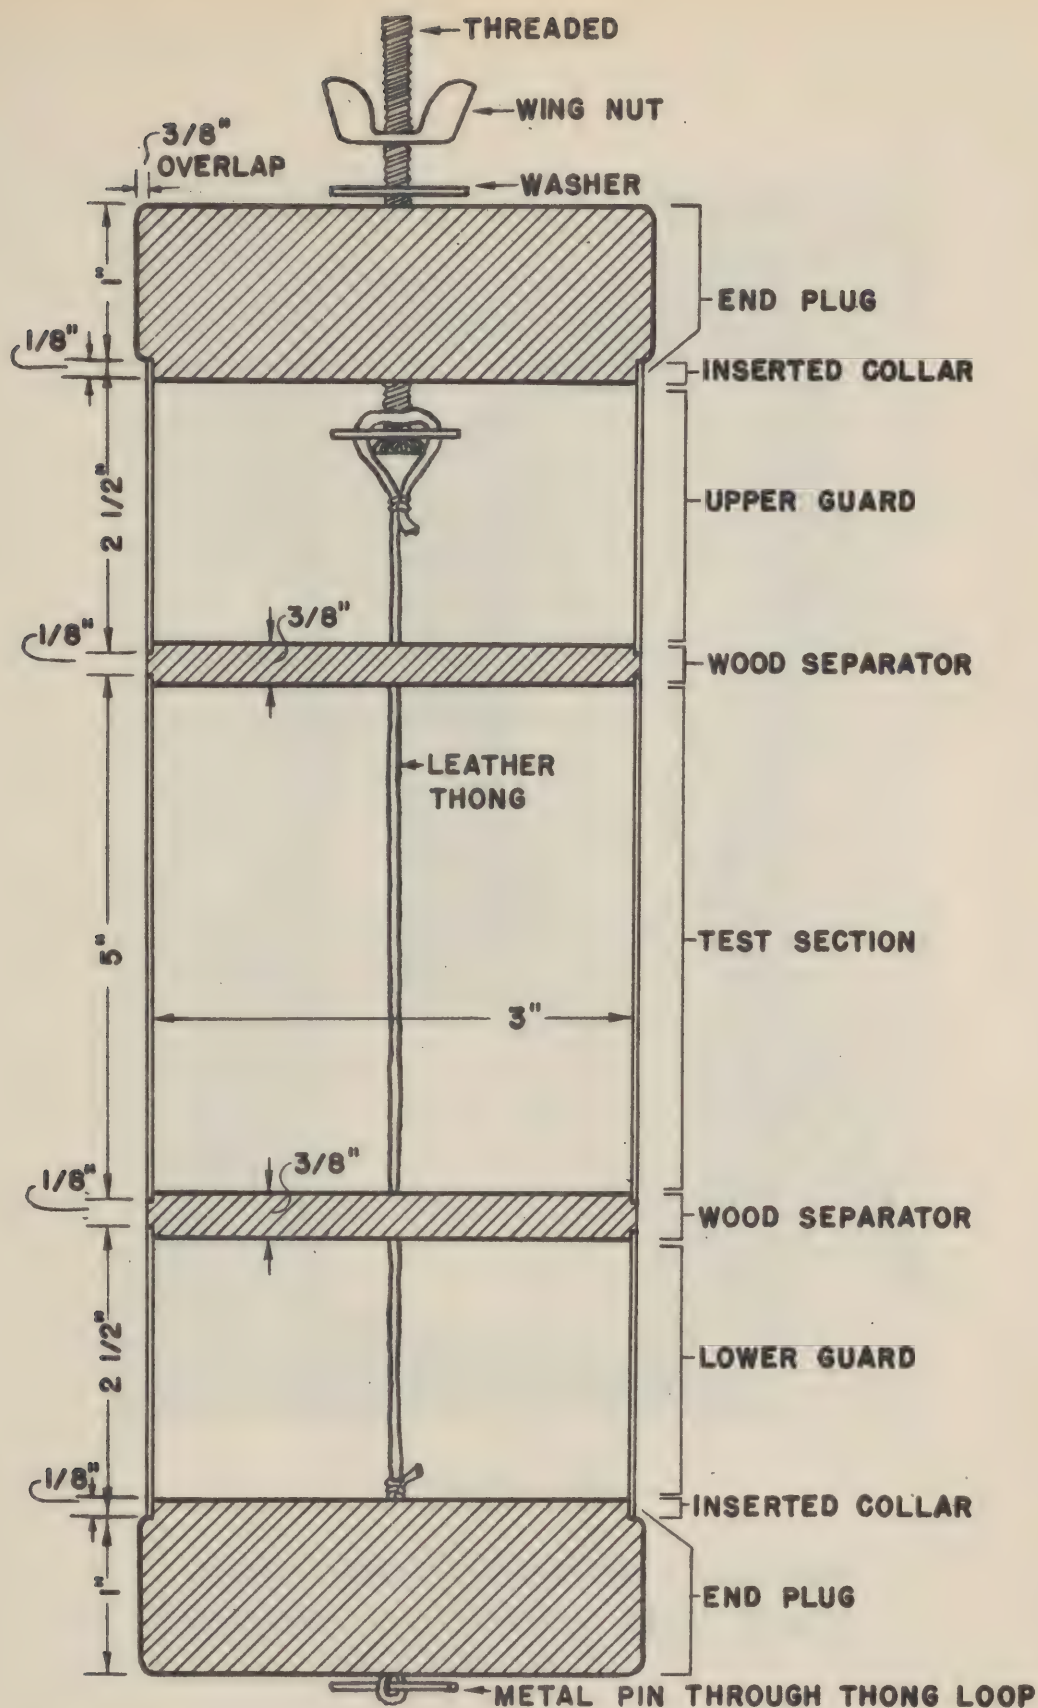 THREADED
WING NUT
3/8"
OVERLAP
WASHER
1"
END PLUG
1/8"
INSERTED COLLAR
2 1/2"
UPPER GUARD
3/8"
1/8"
WOOD SEPARATOR
LEATHER
THONG
5"
TEST SECTION
3"
3/8"
1/8"
WOOD SEPARATOR
2 1/2"
LOWER GUARD
1/8"
INSERTED COLLAR
1"
END PLUG
METAL PIN THROUGH THONG LOOP